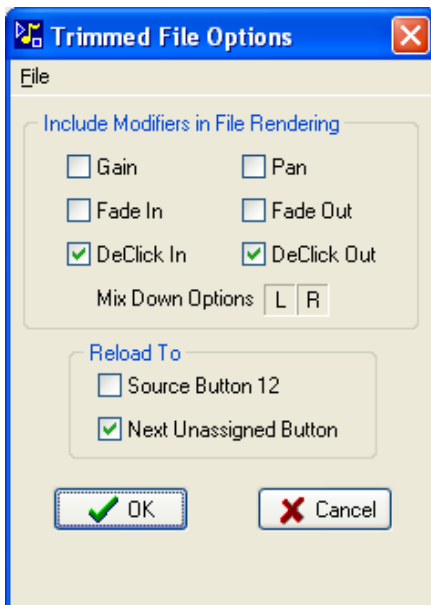 Trimmed File Options
File
Include Modifiers in File Rendering
Gain Pan
Fade In Fade Out
DeClick In DeClick Out
Mix Down Options L R
Reload To
Source Button 12
Next Unassigned Button
OK Cancel